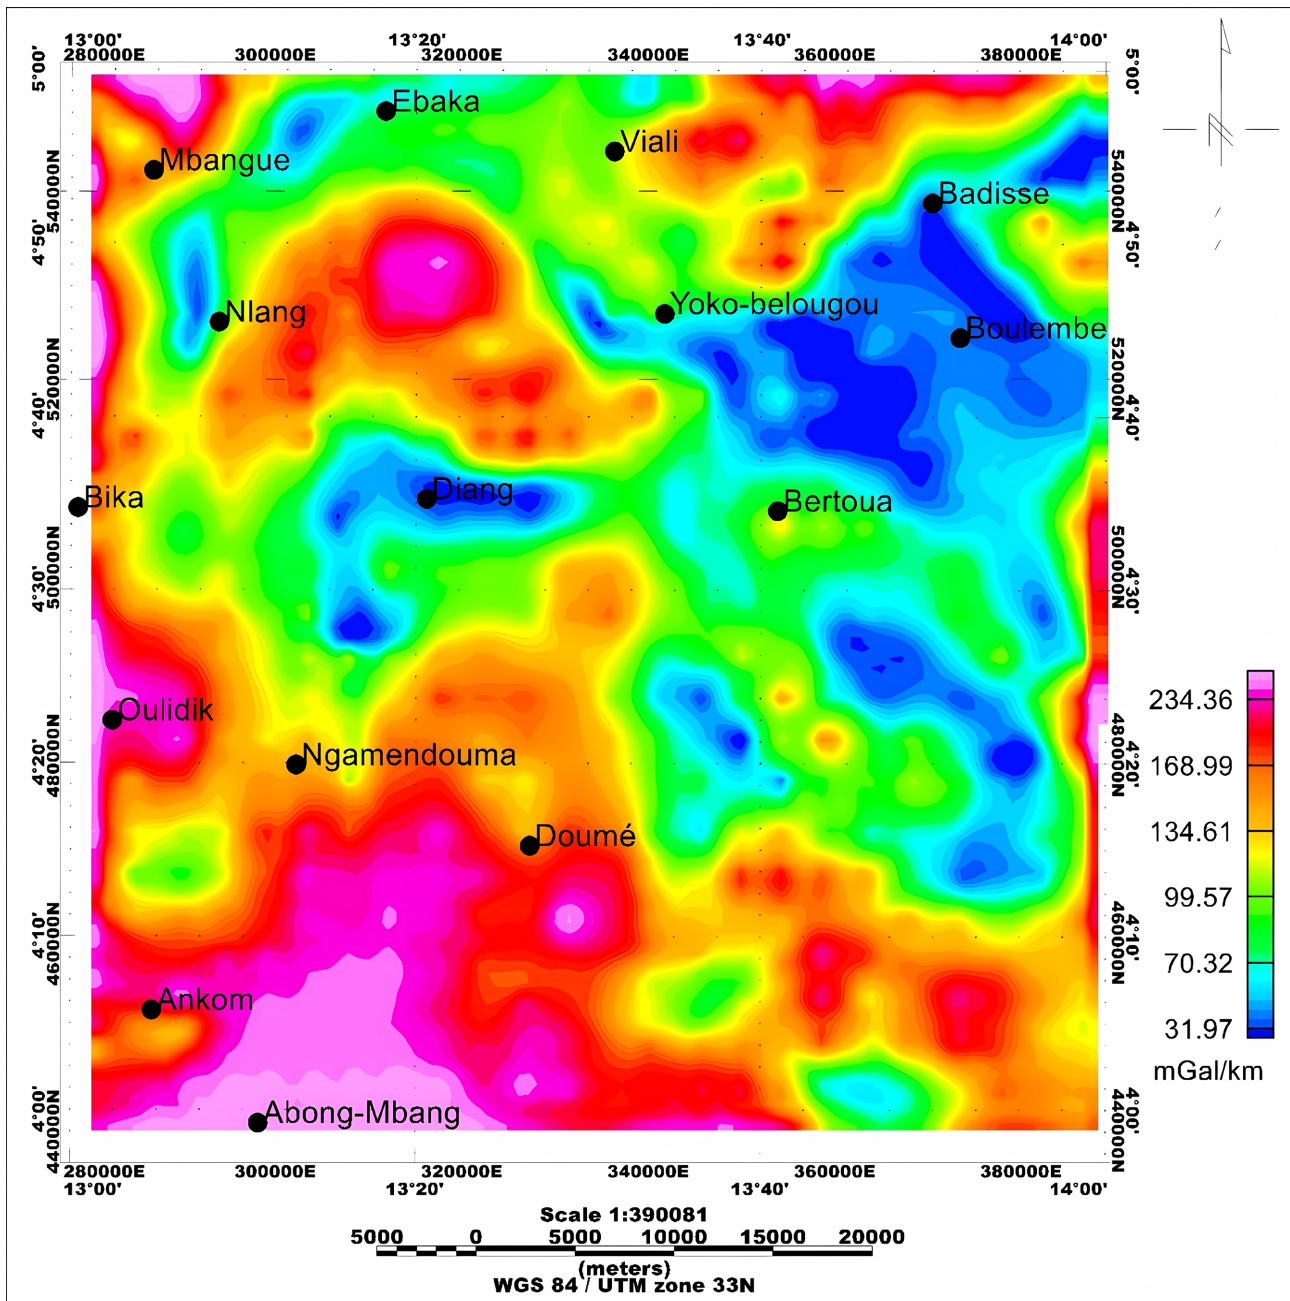 13°00' 13°20' 13°40' 14°00'
280000E 300000E 320000E 340000E 360000E 380000E
5°00' 5°00'
Ebaka
Viali
Mbangue
540000N 540000N
Badisse
4°50' 4°50'
Nlang
Yoko-belougou
Boulembe
520000N 520000N
4°40' 4°40'
Bika
Diang
Bertoua
500000N 500000N
4°30' 4°30'
Oulidik
234.36
Ngamendouma
480000N 480000N
4°20' 4°20'
168.99
Doumé
134.61
99.57
4°10' 4°10'
460000N 460000N
70.32
Ankom
31.97
mGal/km
4°00' 4°00'
Abong-Mbang
440000N 440000N
280000E 300000E 320000E 340000E 360000E 380000E
13°00' 13°20' 13°40' 14°00'
Scale 1:390081
5000 0 5000 10000 15000 20000
(meters)
WGS 84 / UTM zone 33N